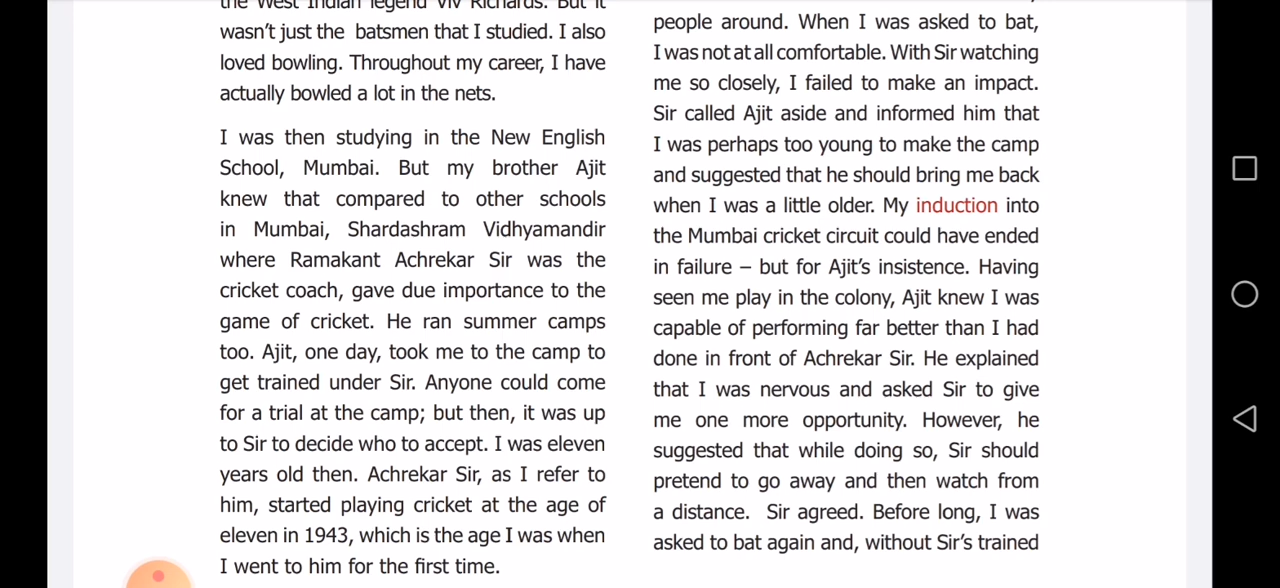 the West Indian legend Viv Richards. But it
wasn't just the batsmen that I studied. I also
loved bowling. Throughout my career, I have
actually bowled a lot in the nets.
I was then studying in the New English
School, Mumbai. But my brother Ajit
knew that compared to other schools
in Mumbai, Shardashram Vidhyamandir
where Ramakant Achrekar Sir was the
cricket coach, gave due importance to the
game of cricket. He ran summer camps
too. Ajit, one day, took me to the camp to
get trained under Sir. Anyone could come
for a trial at the camp; but then, it was up
to Sir to decide who to accept. I was eleven
years old then. Achrekar Sir, as I refer to
him, started playing cricket at the age of
eleven in 1943, which is the age I was when
I went to him for the first time.
people around. When I was asked to bat,
I was not at all comfortable. With Sir watching
me so closely, I failed to make an impact.
Sir called Ajit aside and informed him that
I was perhaps too young to make the camp
and suggested that he should bring me back
when I was a little older. My induction into
the Mumbai cricket circuit could have ended
in failure – but for Ajit's insistence. Having
seen me play in the colony, Ajit knew I was
capable of performing far better than I had
done in front of Achrekar Sir. He explained
that I was nervous and asked Sir to give
me one more opportunity. However, he
suggested that while doing so, Sir should
pretend to go away and then watch from
a distance. Sir agreed. Before long, I was
asked to bat again and, without Sir's trained